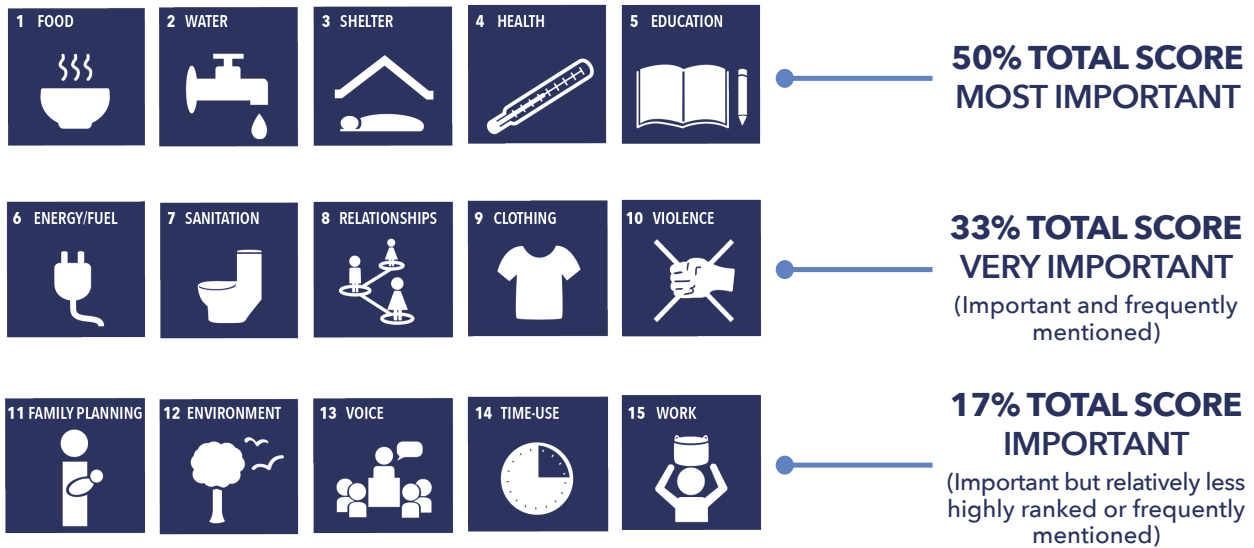 1 FOOD
2 WATER
3 SHELTER
4 HEALTH
5 EDUCATION
50% TOTAL SCORE
MOST IMPORTANT
6 ENERGY/FUEL
7 SANITATION
8 RELATIONSHIPS
9 CLOTHING
10 VIOLENCE
33% TOTAL SCORE
VERY IMPORTANT
(Important and frequently
mentioned)
11 FAMILY PLANNING
12 ENVIRONMENT
13 VOICE
14 TIME-USE
15 WORK
17% TOTAL SCORE
IMPORTANT
(Important but relatively less
highly ranked or frequently
mentioned)